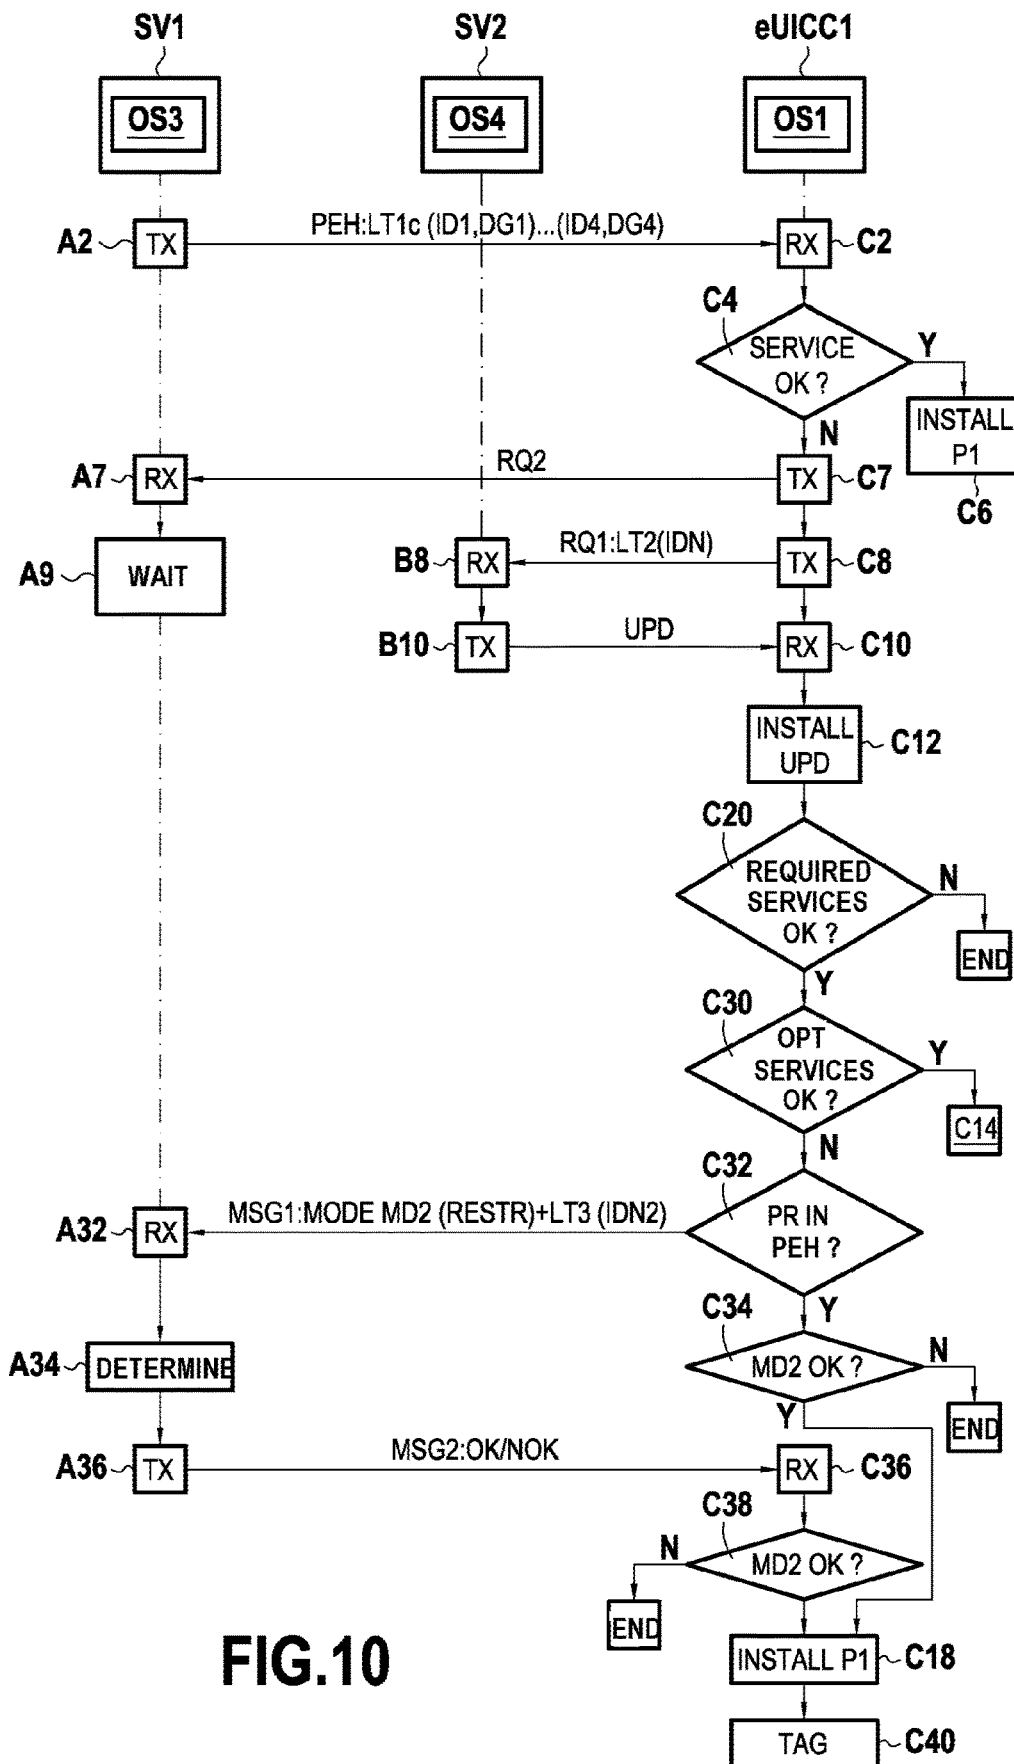 SV1 SV2 eUICC1
OS3 OS4 OS1
A2 TX PEH:LT1c (ID1,DG1)...(ID4,DG4) RX C2
C4
SERVICE
OK ?
Y
N
INSTALL
P1
C6
A7 RX RQ2 TX C7
A9 WAIT
B8 RX RQ1:LT2(IDN) TX C8
B10 TX UPD RX C10
INSTALL
UPD
C12
C20
REQUIRED
SERVICES
OK ?
N
END
Y
C30
OPT
SERVICES
OK ?
Y
C14
N
C32
A32 RX MSG1:MODE MD2 (RESTR)+LT3 (IDN2)
PR IN
PEH ?
Y
C34
A34 DETERMINE
MD2 OK ?
N
END
Y
A36 TX MSG2:OK/NOK RX C36
C38
N MD2 OK ?
END
INSTALL P1 C18
TAG C40
FIG.10